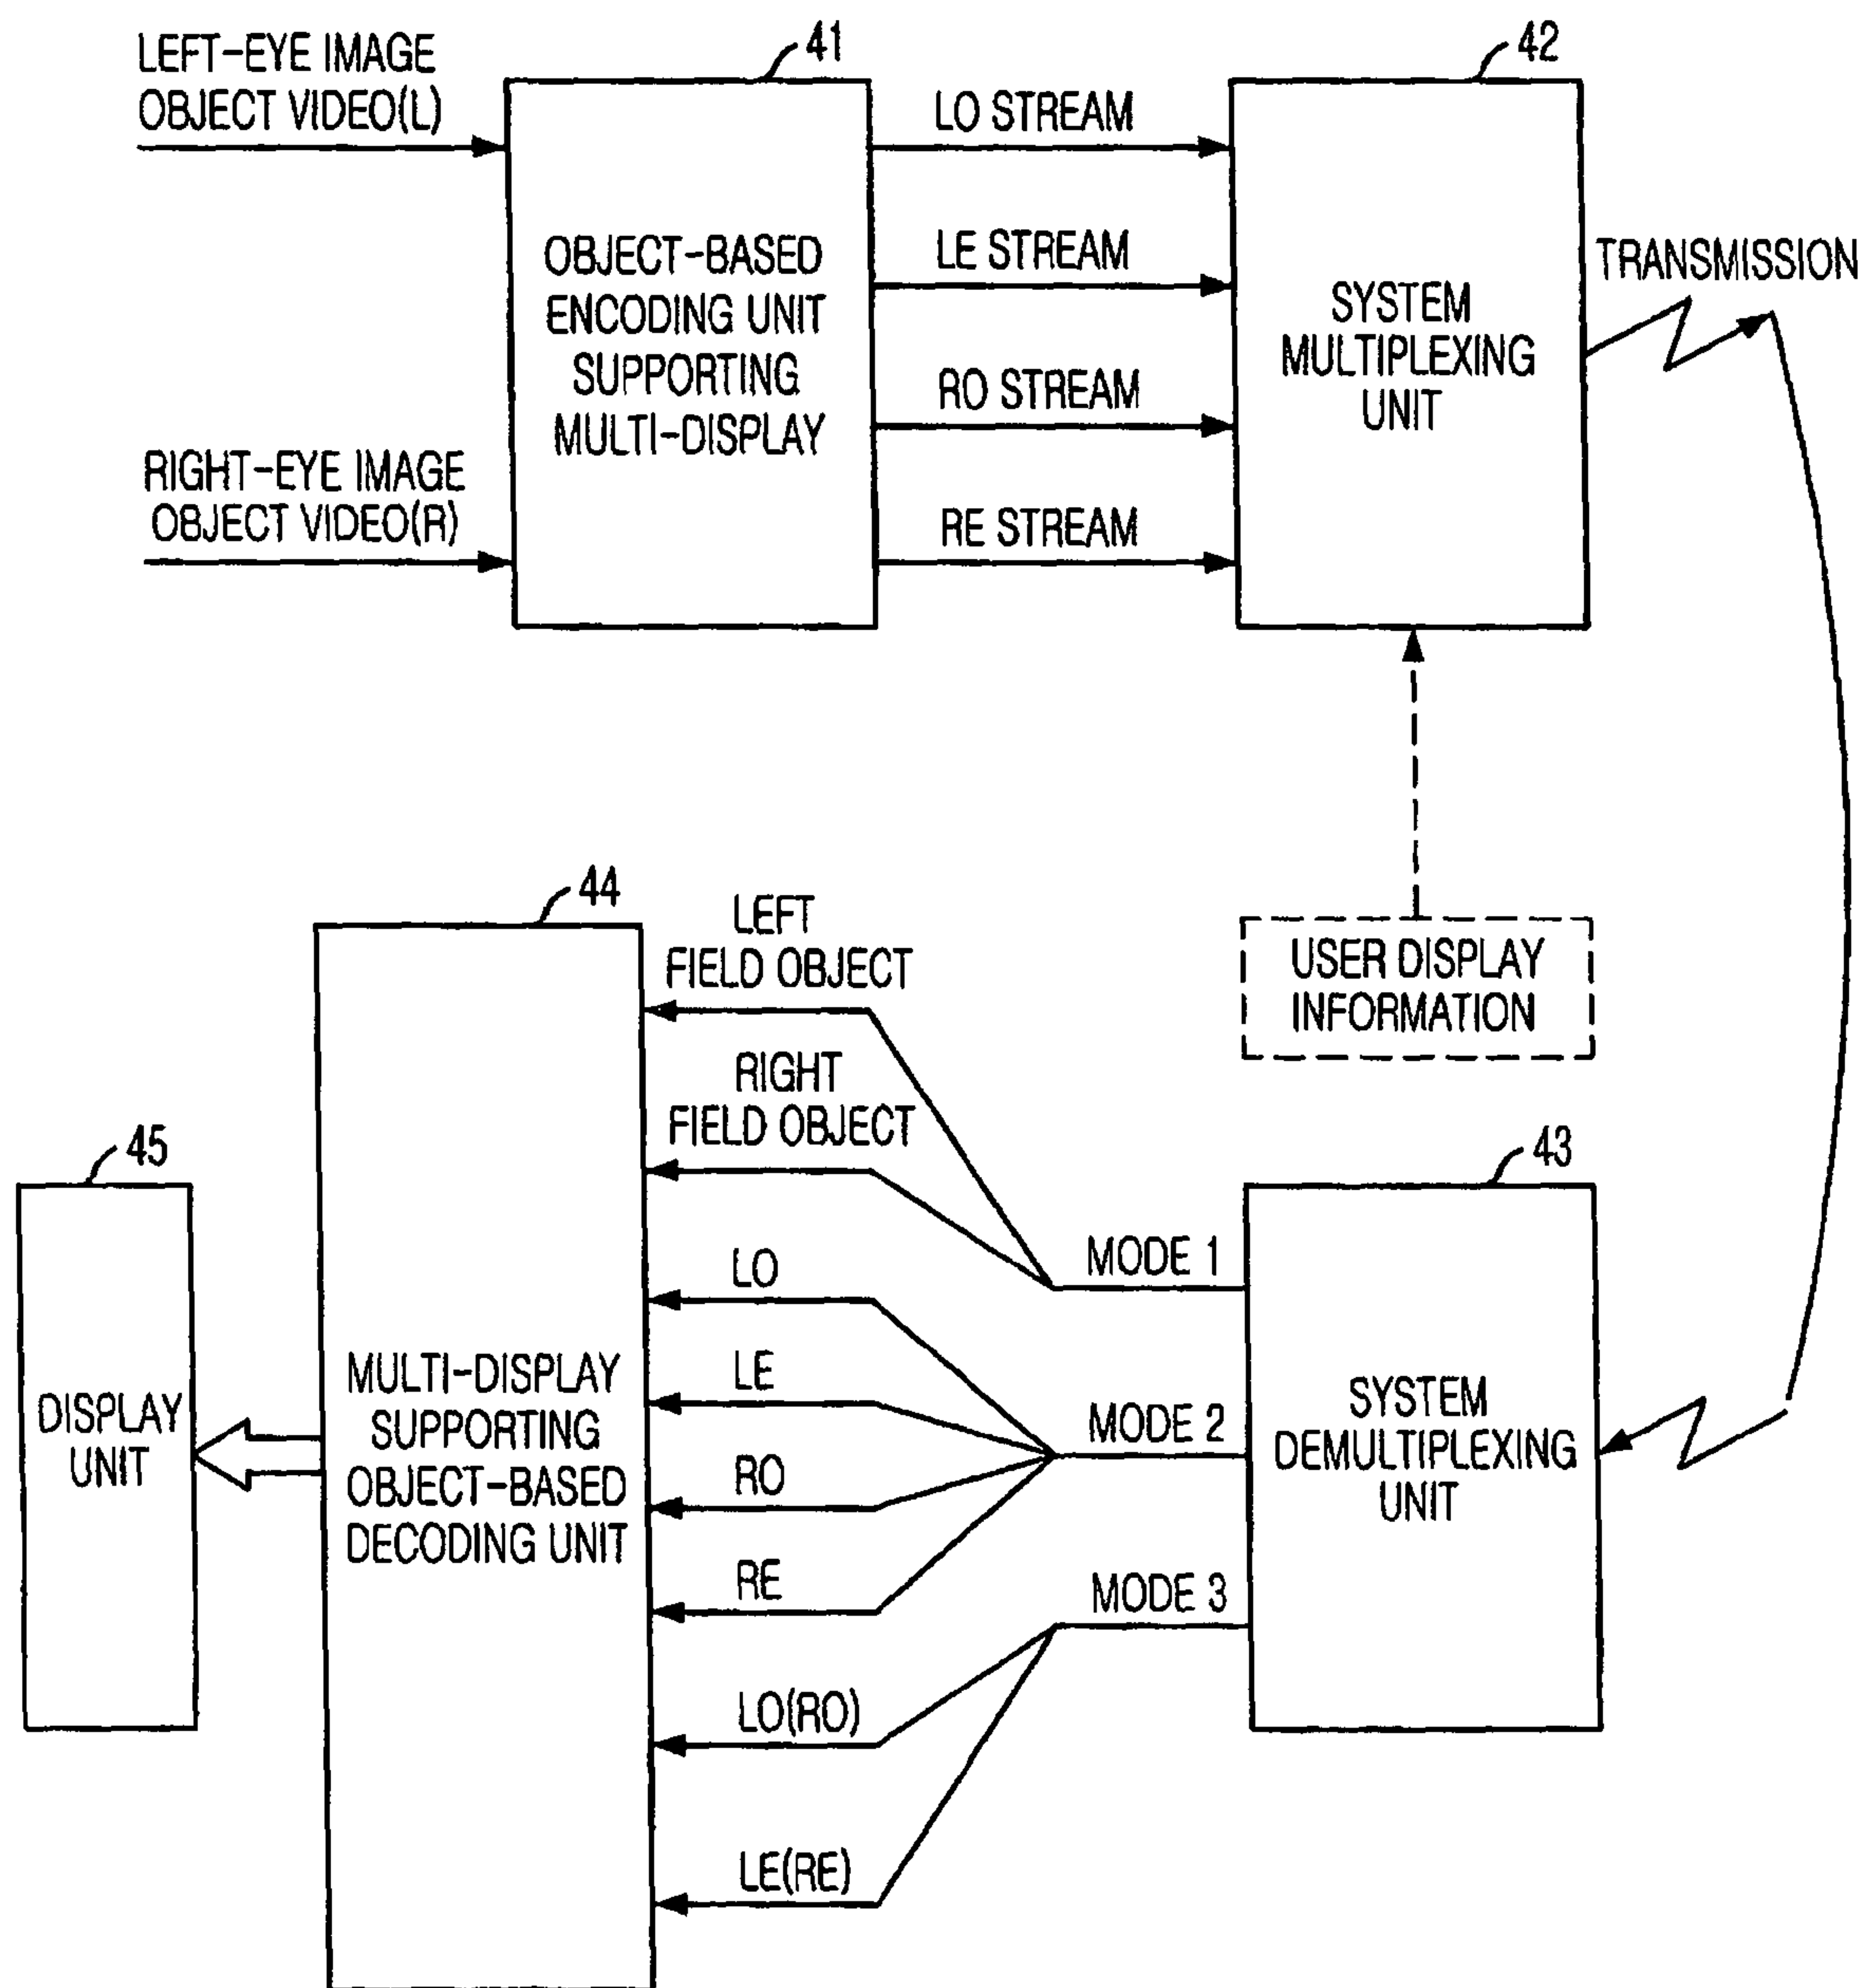 41
42
LEFT-EYE IMAGE
OBJECT VIDEO(L)
LO STREAM
LE STREAM
OBJECT-BASED
ENCODING UNIT
SUPPORTING
MULTI-DISPLAY
TRANSMISSION
SYSTEM
MULTIPLEXING
UNIT
RO STREAM
RIGHT-EYE IMAGE
OBJECT VIDEO(R)
RE STREAM
44
LEFT
FIELD OBJECT
USER DISPLAY
INFORMATION
RIGHT
FIELD OBJECT
45
43
LO
MODE 1
LE
MULTI-DISPLAY
SUPPORTING
OBJECT-BASED
DECODING UNIT
DISPLAY
UNIT
MODE 2
SYSTEM
DEMULTIPLEXING
UNIT
RO
RE
MODE 3
LO(RO)
LE(RE)